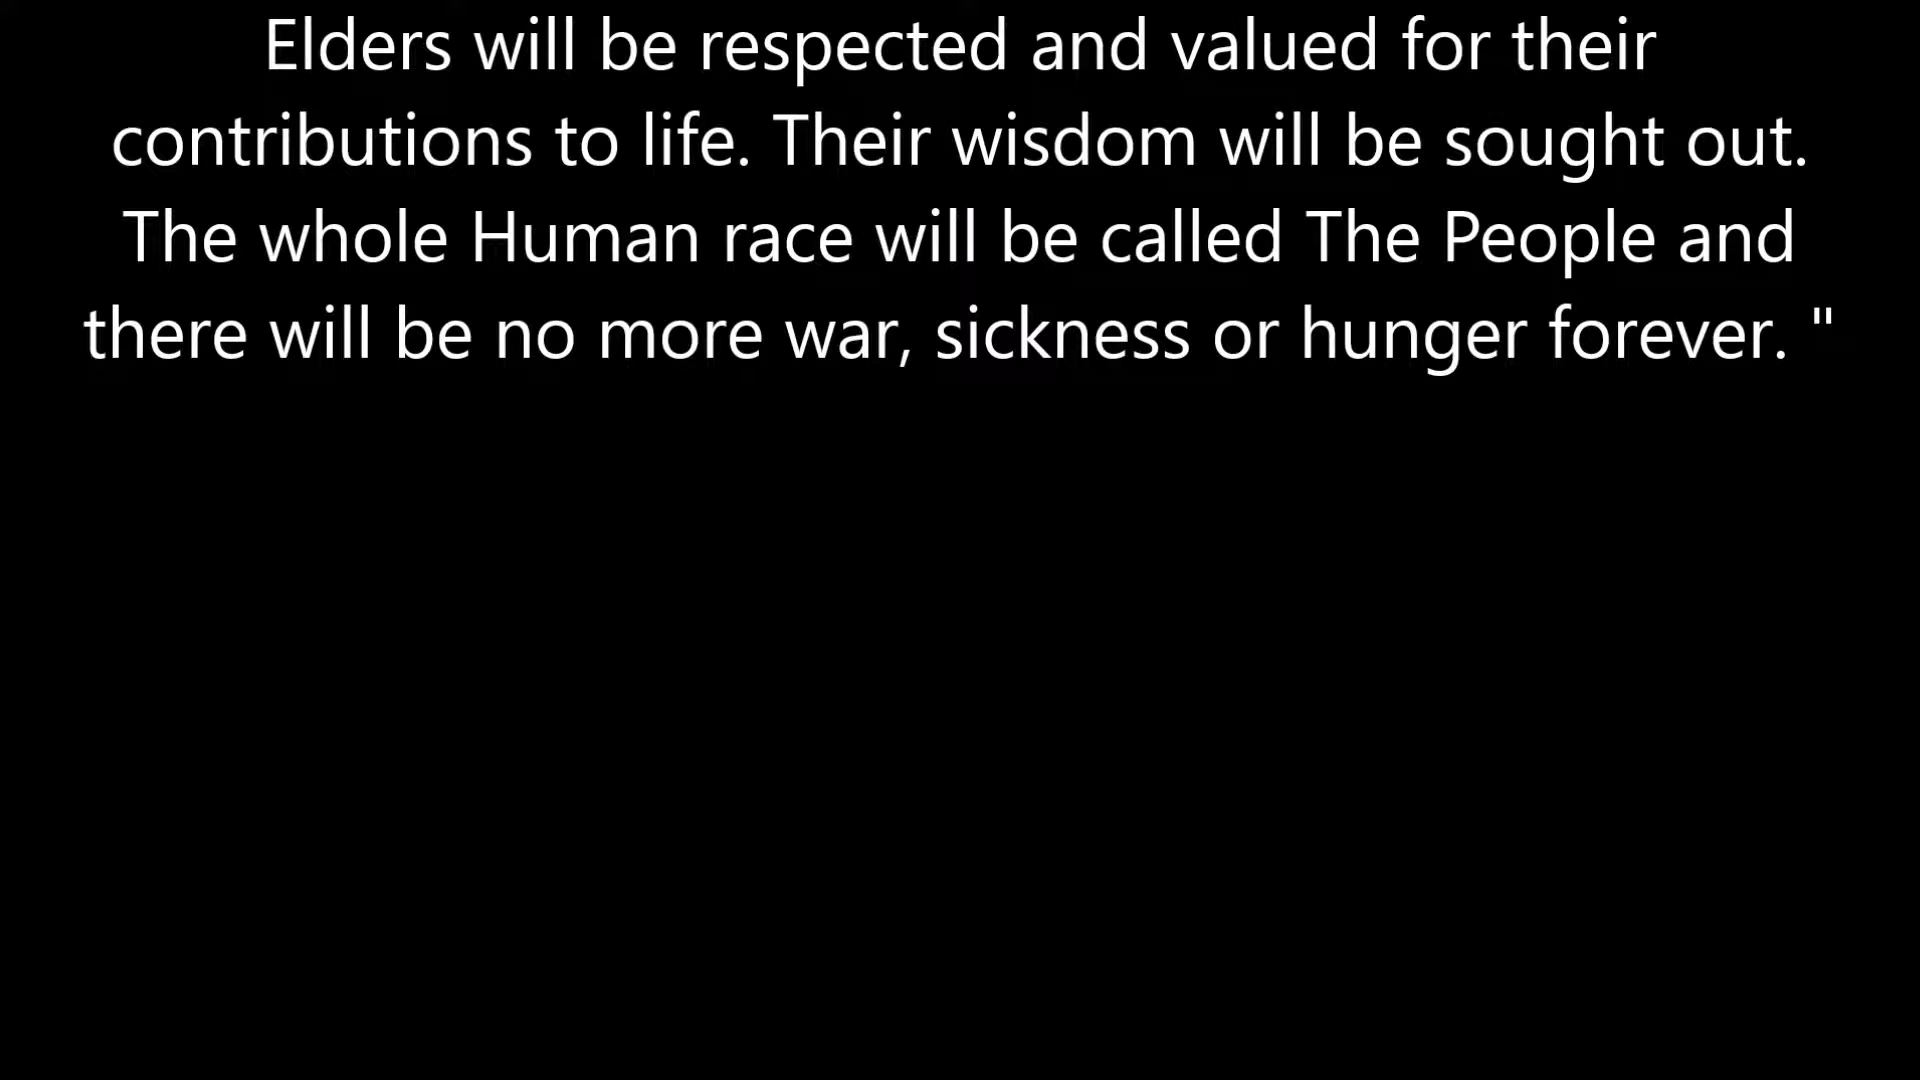 Elders will be respected and valued for their
contributions to life. Their wisdom will be sought out.
The whole Human race will be called The People and
there will be no more war, sickness or hunger forever. "